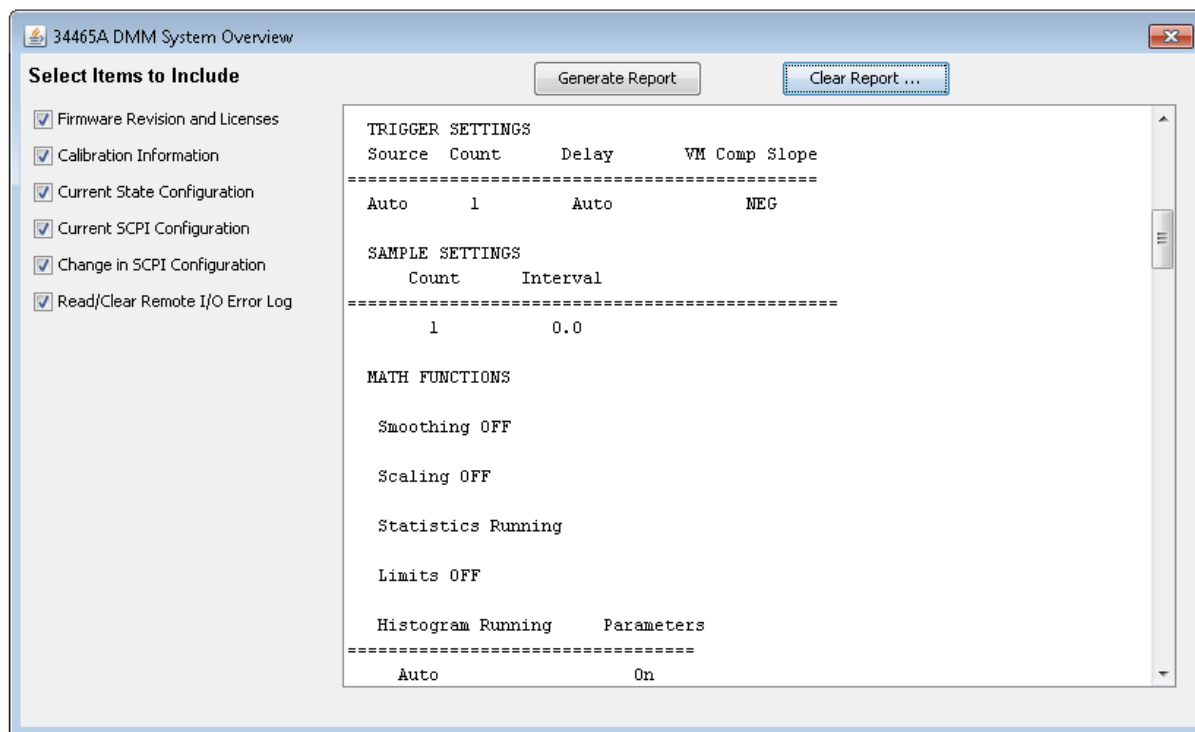 34465A DMM System Overview
Select Items to Include
Generate Report
Clear Report ...
Firmware Revision and Licenses
Calibration Information
Current State Configuration
Current SCPI Configuration
Change in SCPI Configuration
Read/Clear Remote I/O Error Log
TRIGGER SETTINGS
Source Count Delay VM Comp Slope
==============================================
Auto 1 Auto NEG
SAMPLE SETTINGS
Count Interval
================================================
1 0.0
MATH FUNCTIONS
Smoothing OFF
Scaling OFF
Statistics Running
Limits OFF
Histogram Running Parameters
==================================
Auto On